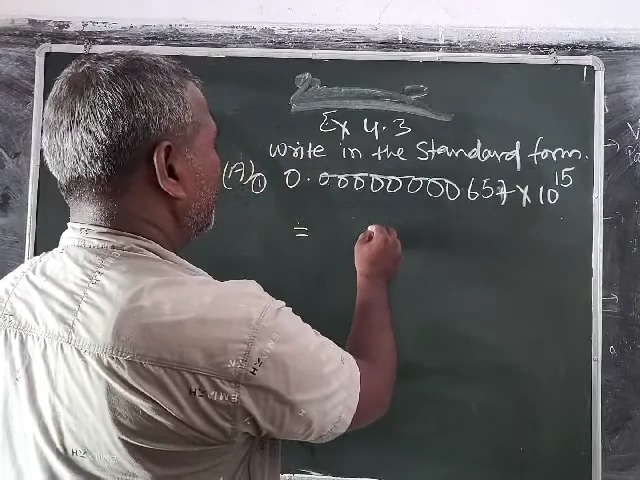 Ex 4.3
Write in the Standard form.
(A) ① 0.00000000657 × 10¹⁵
=